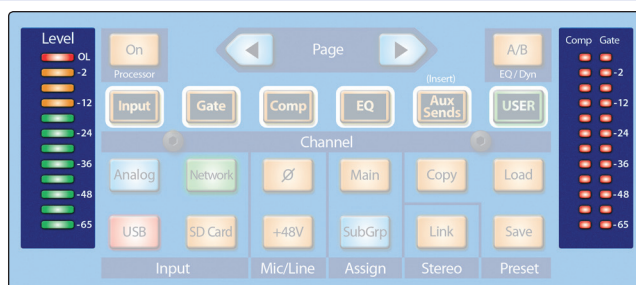 Level
OL
-2
-12
-24
-36
-48
-65
On
Processor
Page
A/B
EQ/Dyn
(Insert)
Input
Gate
Comp
EQ
Aux
Sends
USER
Channel
Analog
Network
Ø
Main
Copy
Load
USB
SD Card
+48V
SubGrp
Link
Save
Input
Mic/Line
Assign
Stereo
Preset
Comp Gate
-2
-12
-24
-36
-48
-65